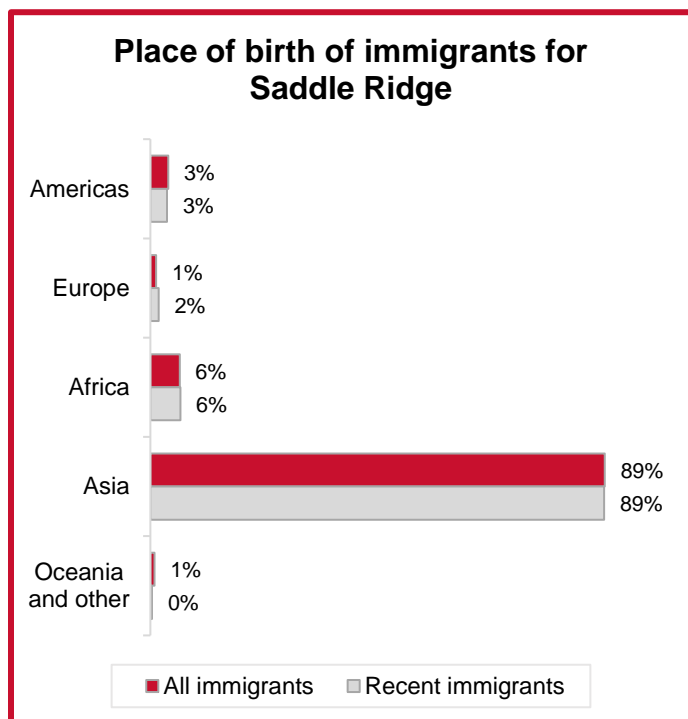 Place of birth of immigrants for
Saddle Ridge
Americas
3%
3%
Europe
1%
2%
Africa
6%
6%
Asia
89%
89%
Oceania
and other
1%
0%
All immigrants
Recent immigrants